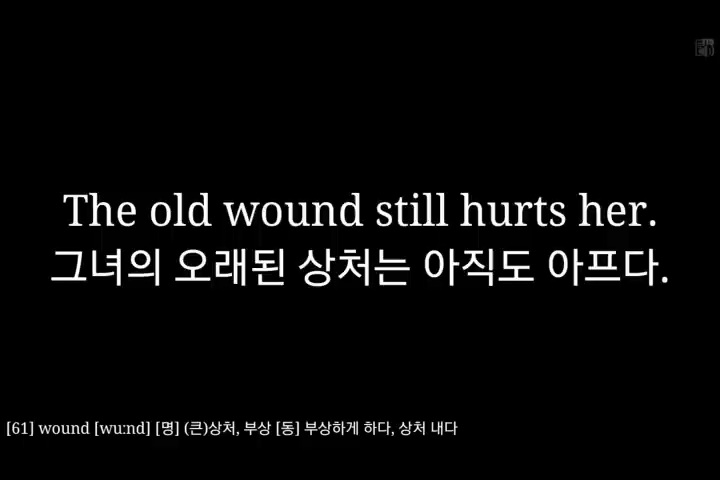 The old wound still hurts her.
그녀의 오래된 상처는 아직도 아프다.
[61] wound [wu:nd] [명] (큰)상처, 부상 [동] 부상하게 하다, 상처 내다